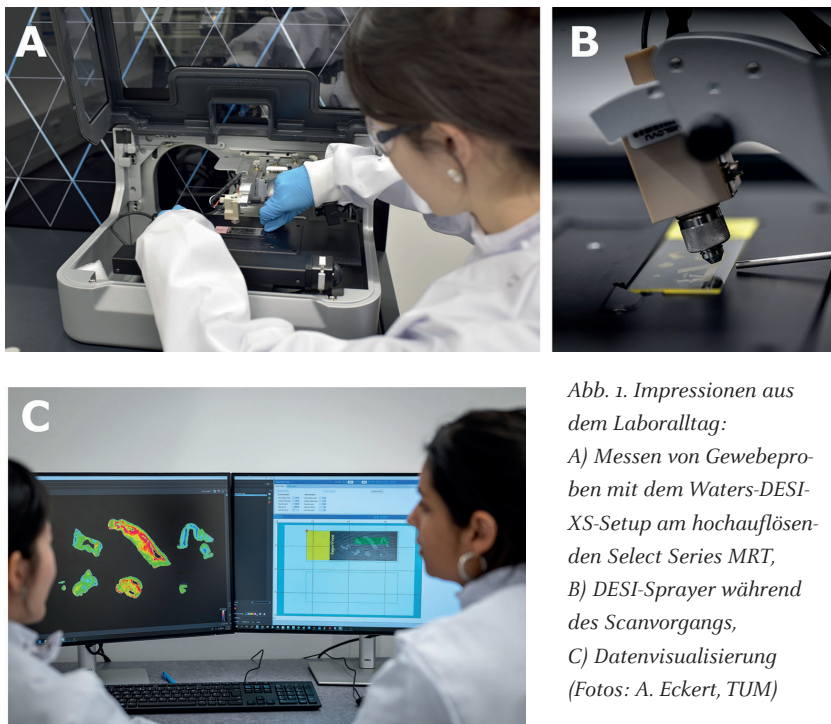 A
B
C
Abb. 1. Impressionen aus
dem Laboralltag:
A) Messen von Gewebepro-
ben mit dem Waters-DESI-
XS-Setup am hochauflösen-
den Select Series MRT,
B) DESI-Sprayer während
des Scanvorgangs,
C) Datenvisualisierung
(Fotos: A. Eckert, TUM)